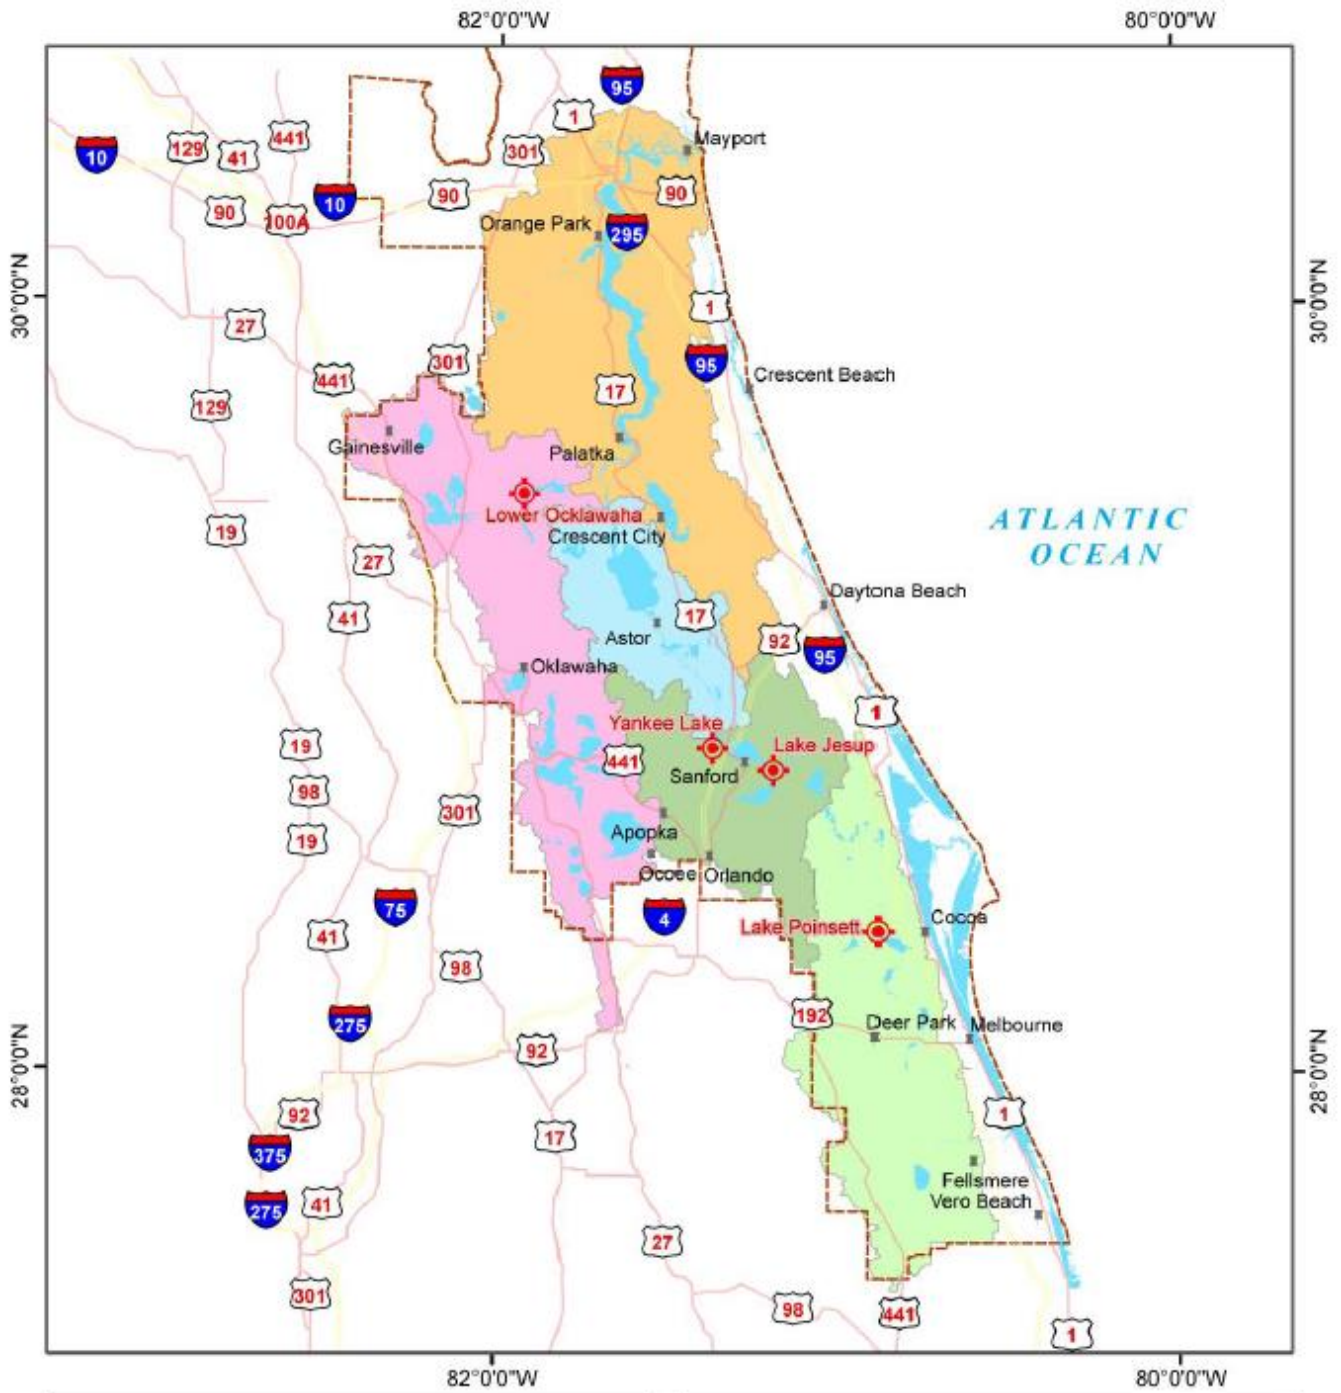 82°0'0"W
80°0'0"W
95
1
Mayport
441
129
41
10
301
10
90
90
90
100A
Orange Park
295
30°0'0"N
30°0'0"N
1
27
301
95
441
Crescent Beach
17
129
Gainesville
Palatka
Lower Ocklawaha
Crescent City
19
ATLANTIC
OCEAN
27
Daytona Beach
41
17
Astor
92
95
Oklawaha
1
Yankee Lake
19
Lake Jesup
441
Sanford
98
301
19
Apopka
Ocoee
Orlando
75
4
Lake Poinsett
Cocoa
41
98
192
275
Deer Park
Melbourne
92
28°0'0"N
28°0'0"N
92
1
17
375
Fellsmere
Vero Beach
275
41
27
301
98
441
1
82°0'0"W
80°0'0"W